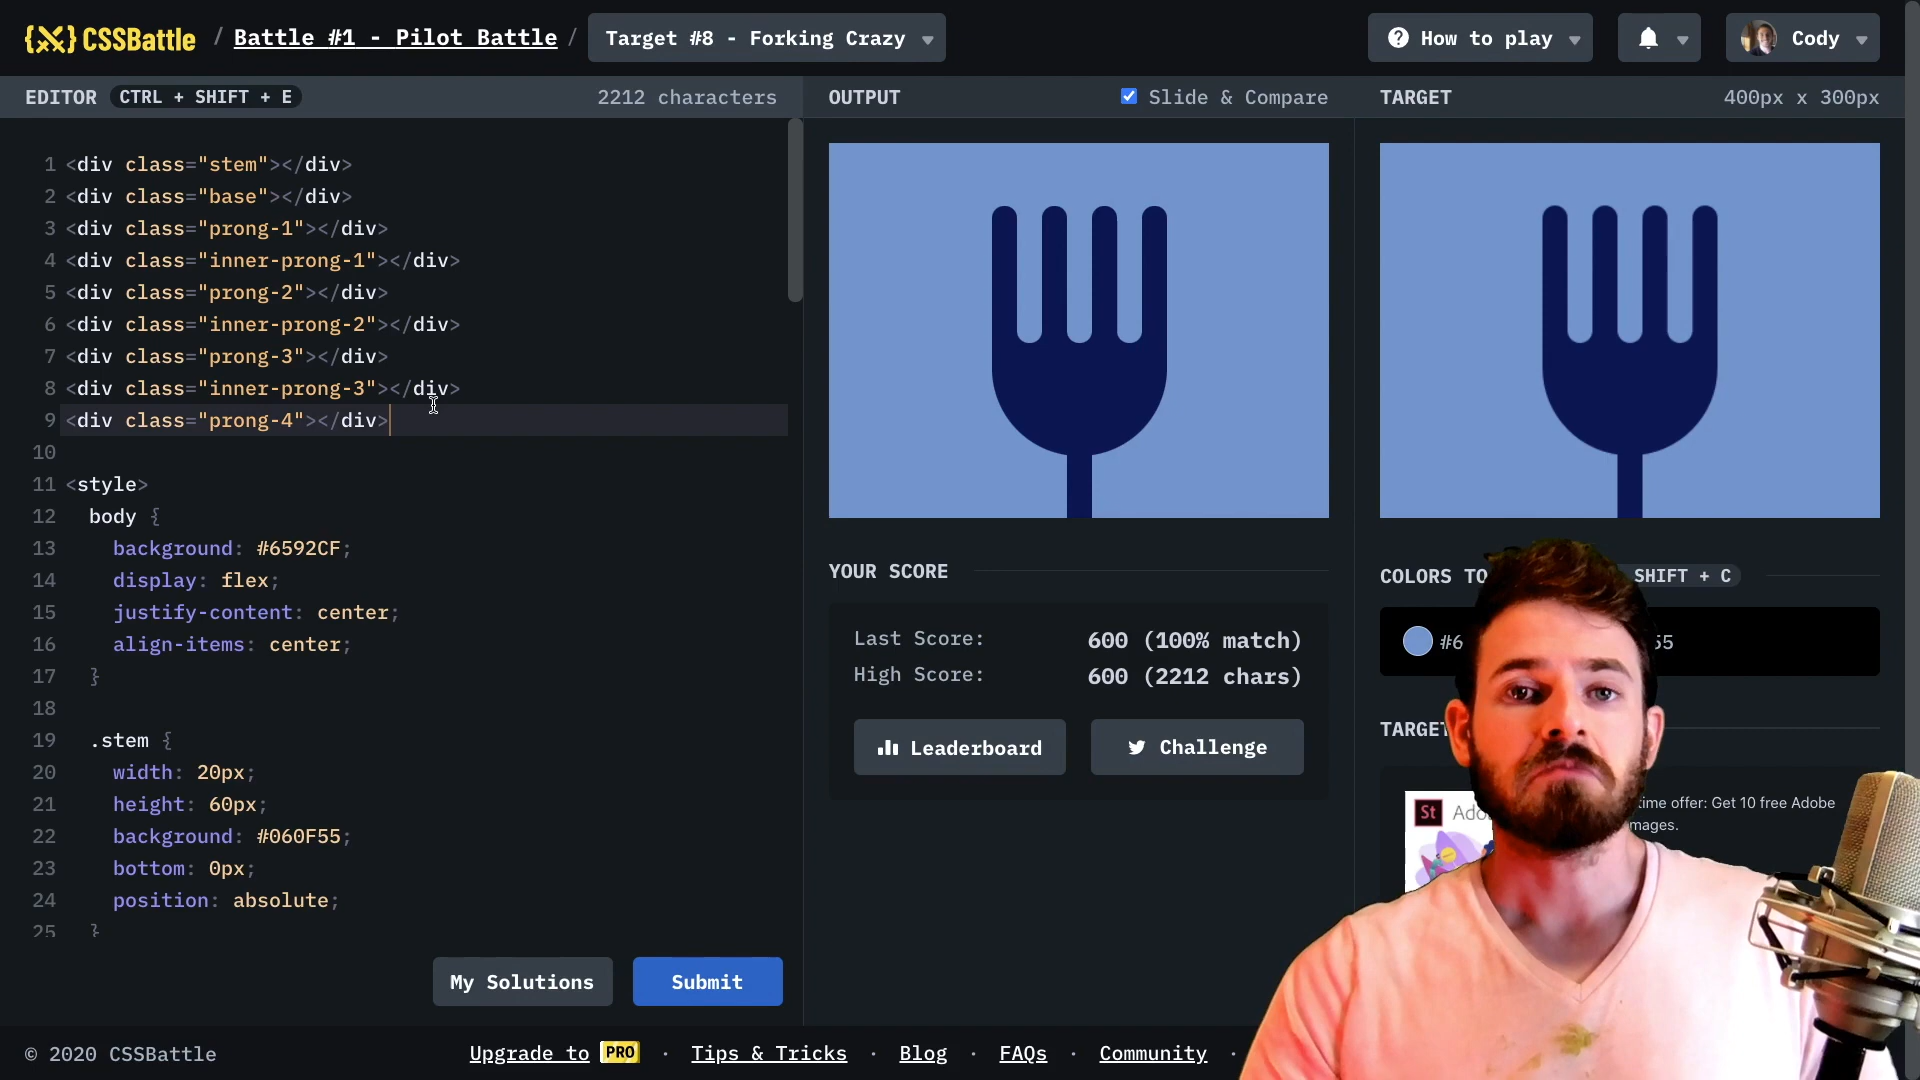 {X} CSSBattle / Battle #1 - Pilot Battle / Target #8 - Forking Crazy
How to play
Cody
EDITOR CTRL + SHIFT + E 2212 characters
1 <div class="stem"></div>
2 <div class="base"></div>
3 <div class="prong-1"></div>
4 <div class="inner-prong-1"></div>
5 <div class="prong-2"></div>
6 <div class="inner-prong-2"></div>
7 <div class="prong-3"></div>
8 <div class="inner-prong-3"></div>
9 <div class="prong-4"></div>
10
11 <style>
12 body {
13 background: #6592CF;
14 display: flex;
15 justify-content: center;
16 align-items: center;
17 }
18
19 .stem {
20 width: 20px;
21 height: 60px;
22 background: #060F55;
23 bottom: 0px;
24 position: absolute;
25 }
My Solutions
Submit
OUTPUT Slide & Compare
YOUR SCORE
Last Score: 600 (100% match)
High Score: 600 (2212 chars)
Leaderboard
Challenge
TARGET 400px x 300px
COLORS TO SHIFT + C
#6 55
TARGET
St Ado
time offer: Get 10 free Adobe
mages.
© 2020 CSSBattle
Upgrade to PRO · Tips & Tricks · Blog · FAQs · Community ·